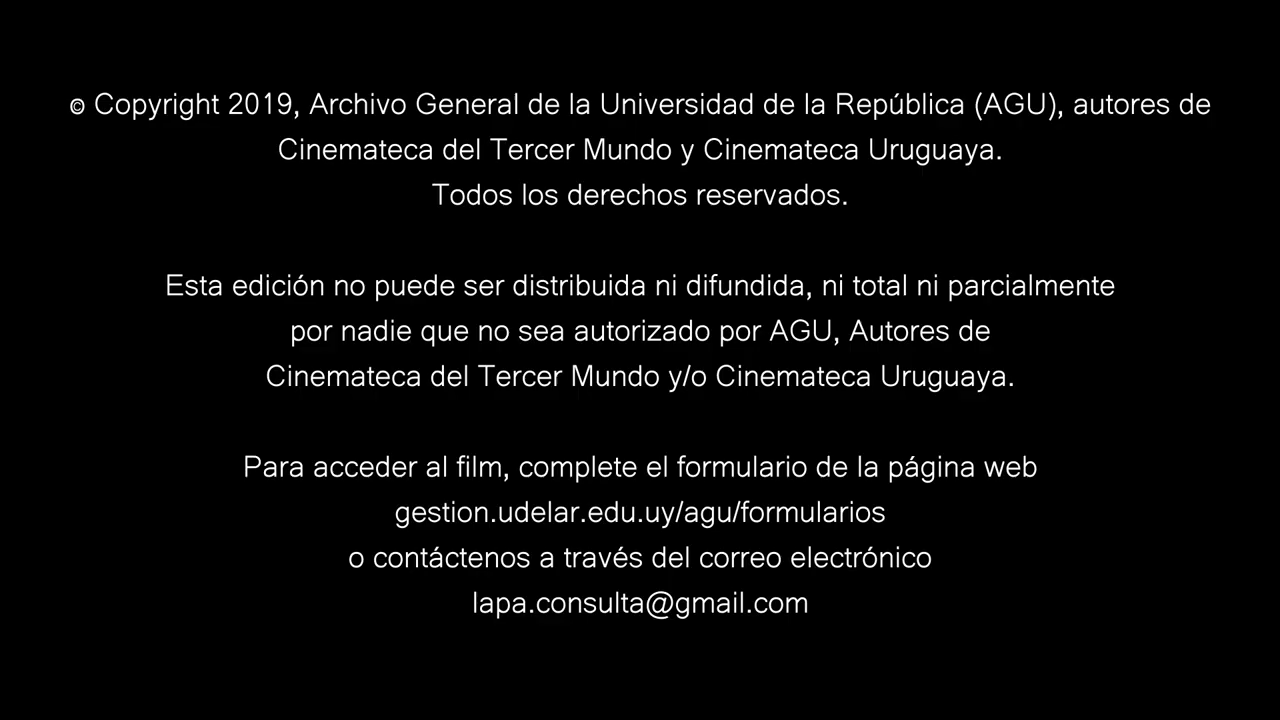 © Copyright 2019, Archivo General de la Universidad de la República (AGU), autores de
Cinemateca del Tercer Mundo y Cinemateca Uruguaya.
Todos los derechos reservados.
Esta edición no puede ser distribuida ni difundida, ni total ni parcialmente
por nadie que no sea autorizado por AGU, Autores de
Cinemateca del Tercer Mundo y/o Cinemateca Uruguaya.
Para acceder al film, complete el formulario de la página web
gestion.udelar.edu.uy/agu/formularios
o contáctenos a través del correo electrónico
lapa.consulta@gmail.com